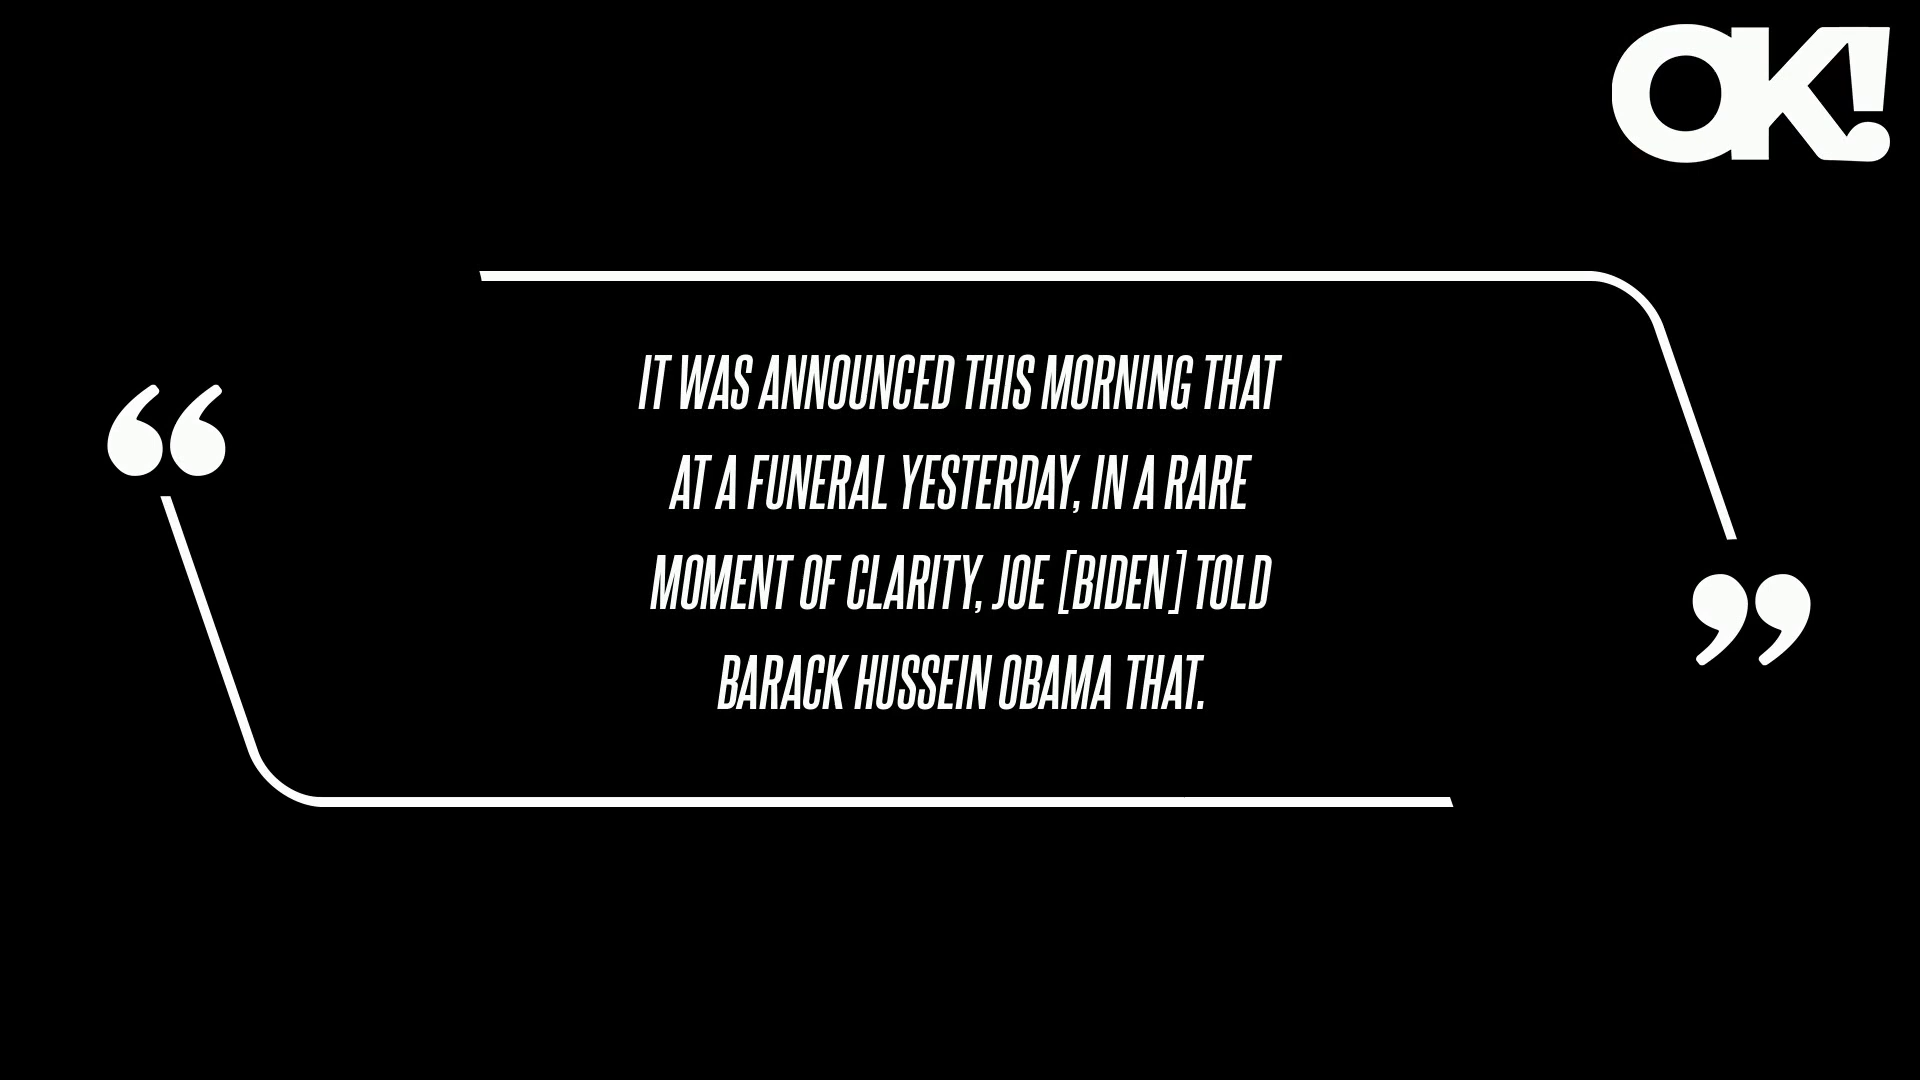 OK!
“
IT WAS ANNOUNCED THIS MORNING THAT
AT A FUNERAL YESTERDAY, IN A RARE
MOMENT OF CLARITY, JOE [BIDEN] TOLD
BARACK HUSSEIN OBAMA THAT.
”